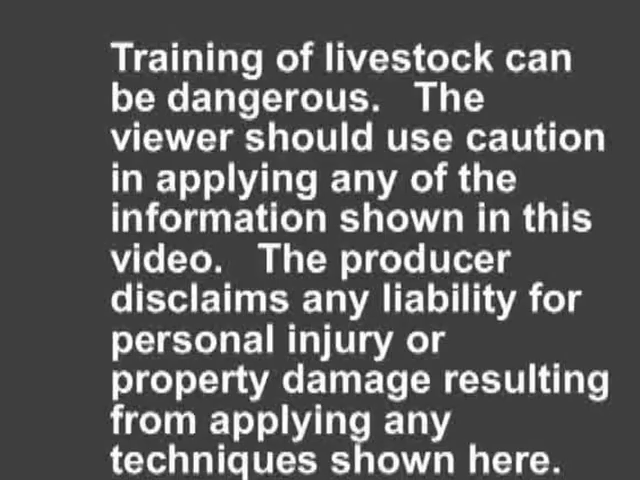 Training of livestock can
be dangerous.   The
viewer should use caution
in applying any of the
information shown in this
video.   The producer
disclaims any liability for
personal injury or
property damage resulting
from applying any
techniques shown here.